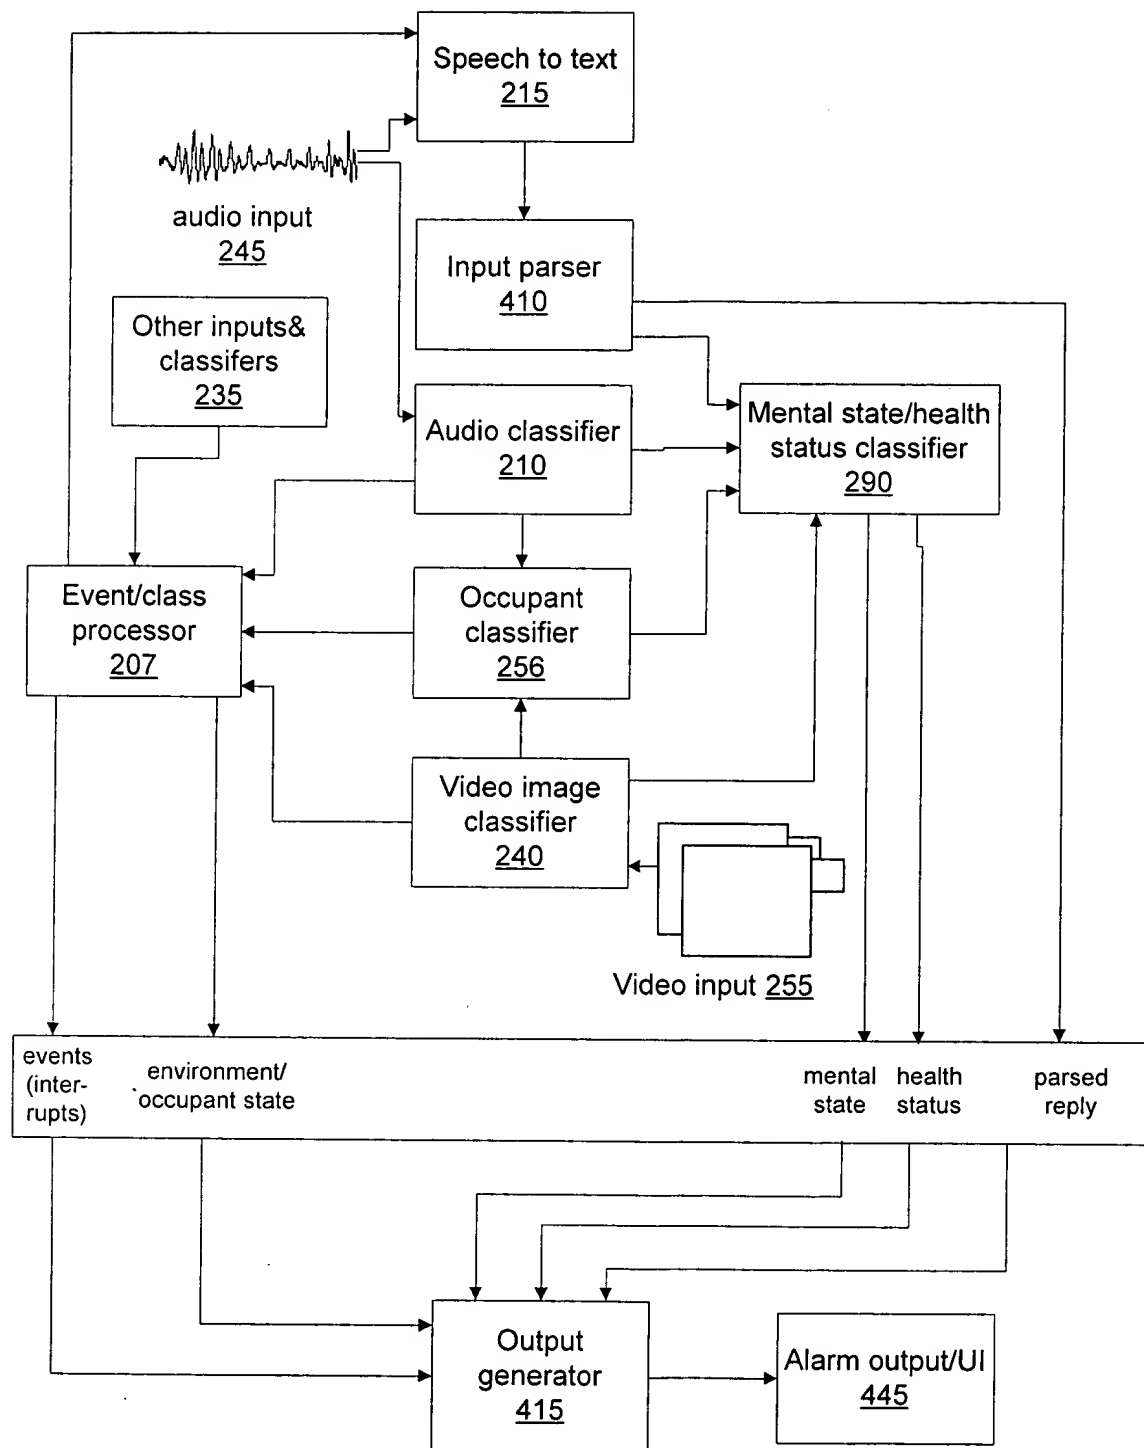 Speech to text
215
audio input
245
Input parser
410
Other inputs&
classifers
235
Audio classifier
210
Mental state/health
status classifier
290
Event/class
processor
207
Occupant
classifier
256
Video image
classifier
240
Video input 255
events
(inter-
rupts)
environment/
occupant state
mental
state
health
status
parsed
reply
Output
generator
415
Alarm output/UI
445